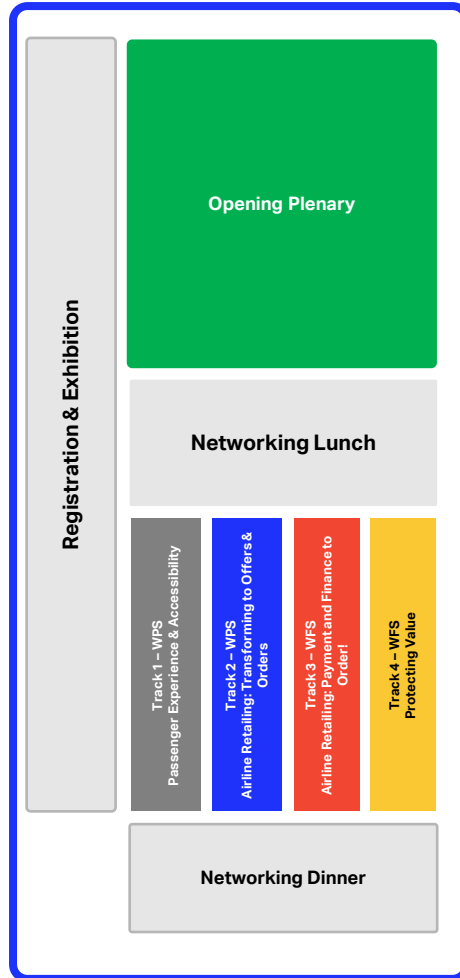 Registration & Exhibition
Opening Plenary
Networking Lunch
Track 1 – WPS
Passenger Experience & Accessibility
Track 2 – WPS
Airline Retailing: Transforming to Offers &
Orders
Track 3 – WFS
Airline Retailing: Payment and Finance to
Order!
Track 4 – WFS
Protecting Value
Networking Dinner